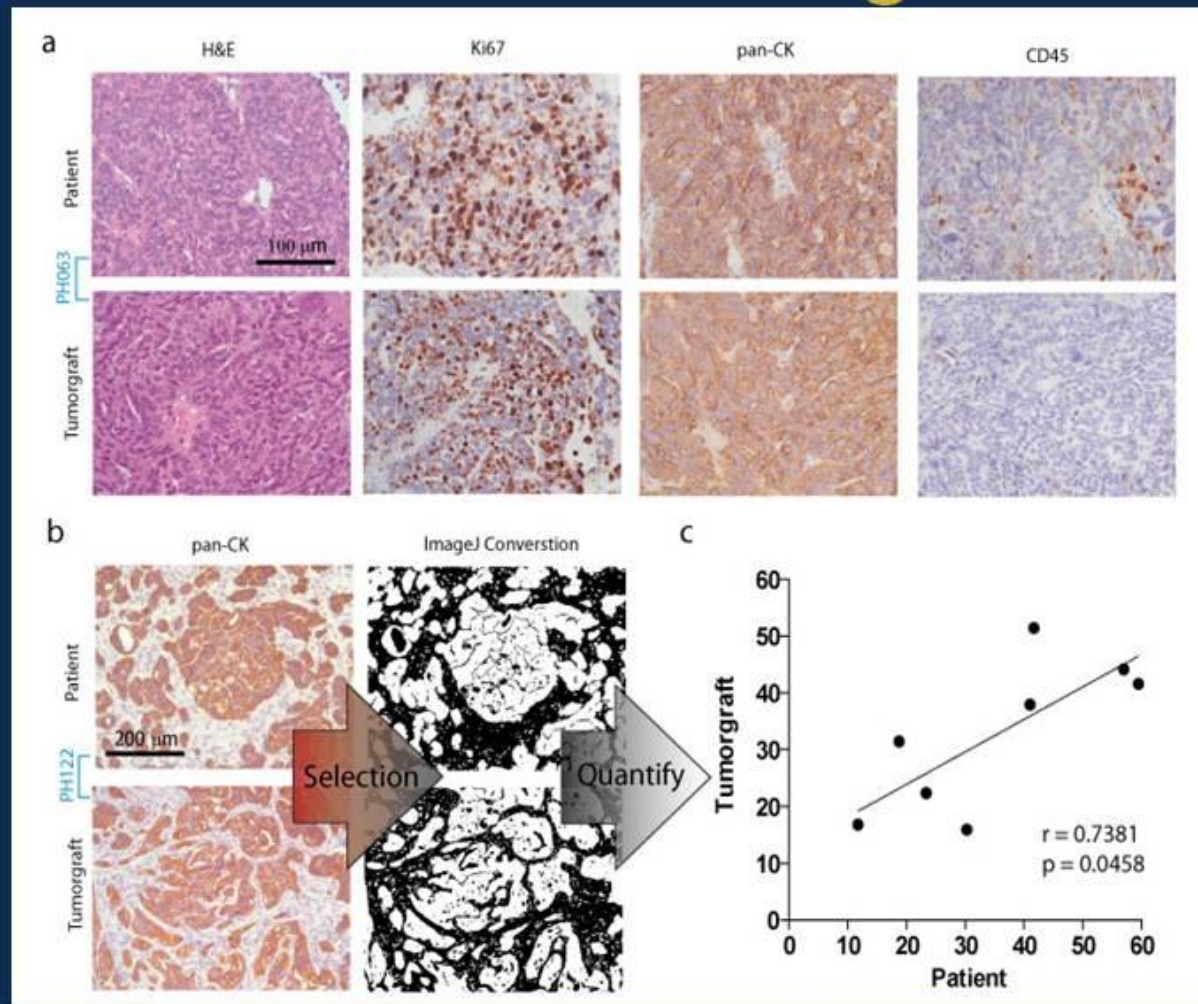 a
H&E
Ki67
pan-CK
CD45
Patient
100 μm
PH063
Tumorgraft
b
pan-CK
ImageJ Converstion
Patient
200 μm
PH122
Selection
Quantify
Tumorgraft
c
60
50
40
30
20
10
0
Tumorgraft
r = 0.7381
p = 0.0458
0 10 20 30 40 50 60
Patient